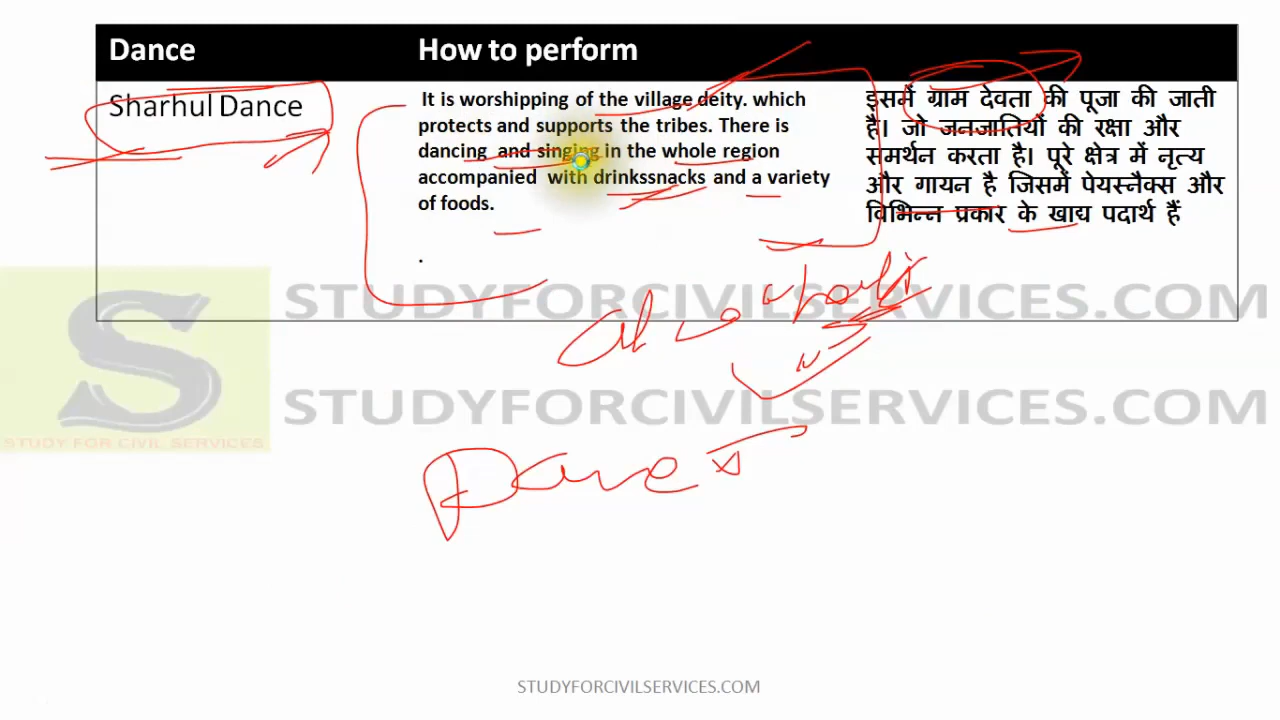 Dance
How to perform
Sharhul Dance
It is worshipping of the village deity. which
protects and supports the tribes. There is
dancing and singing in the whole region
accompanied with drinkssnacks and a variety
of foods.
.
इसमें ग्राम देवता की पूजा की जाती
है। जो जनजातियों की रक्षा और
समर्थन करता है। पूरे क्षेत्र में नृत्य
और गायन है जिसमें पेयस्नैक्स और
विभिन्न प्रकार के खाद्य पदार्थ हैं
STUDYFORCIVILSERVICES.COM
STUDYFORCIVILSERVICES.COM
S
STUDY FOR CIVIL SERVICES
STUDYFORCIVILSERVICES.COM